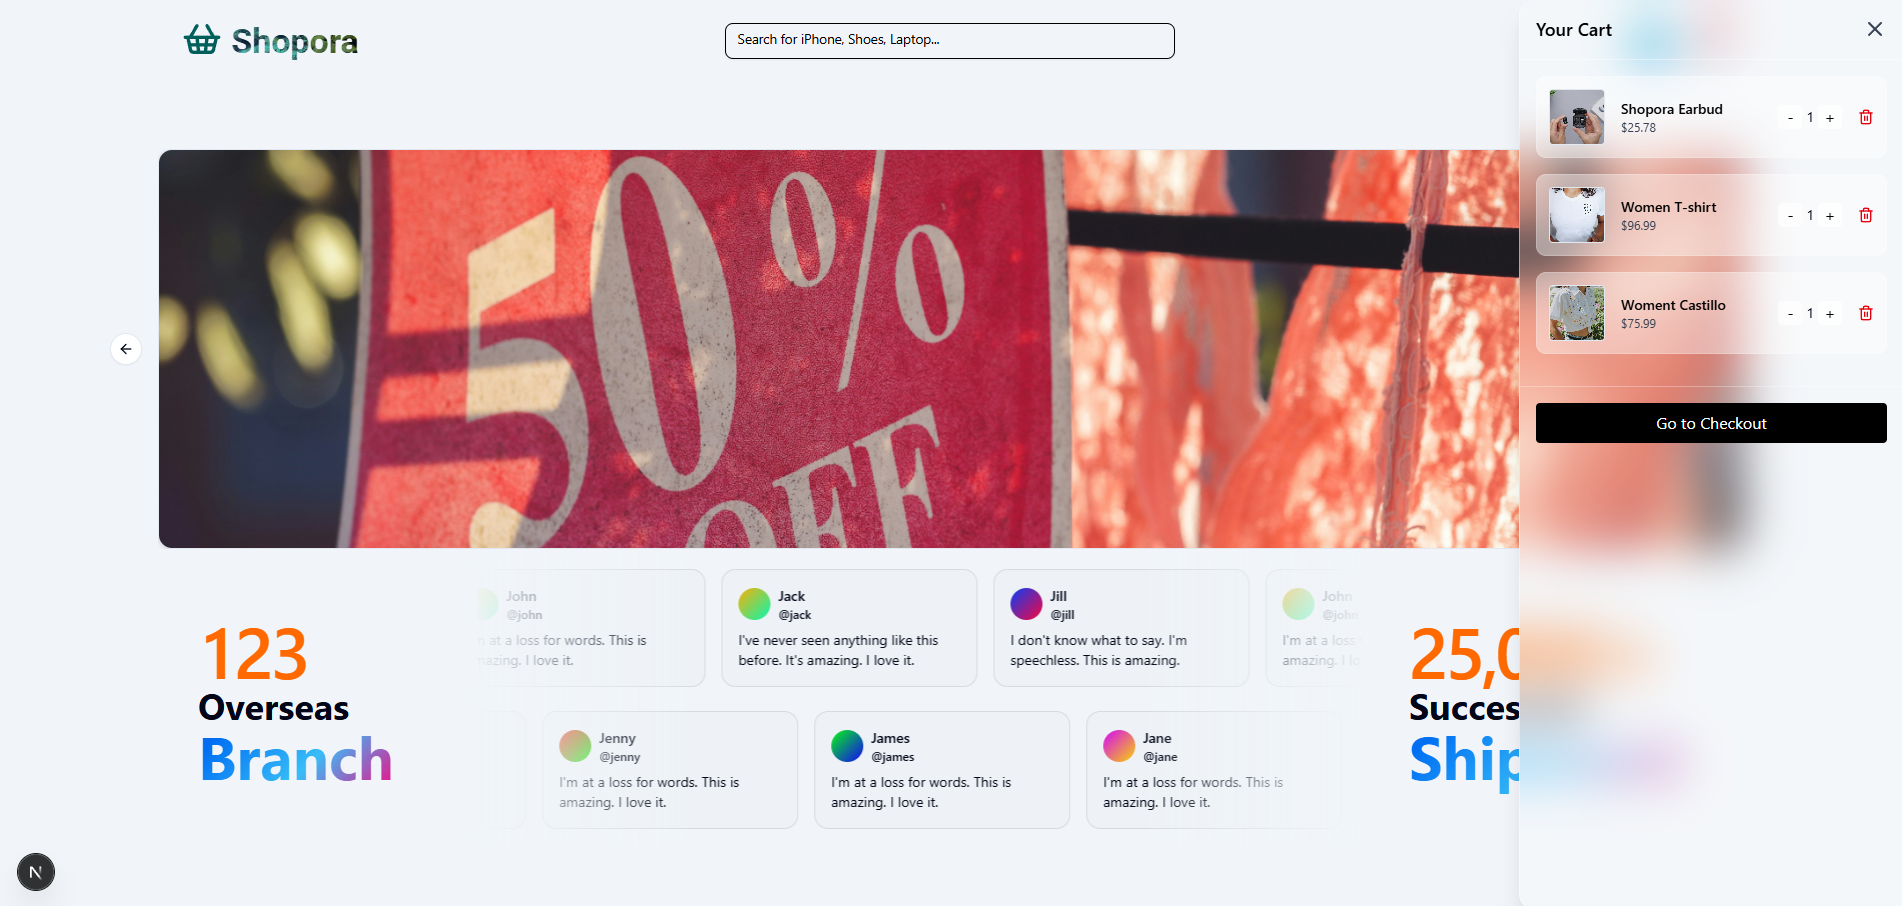 Shopora
Search for iPhone, Shoes, Laptop...
50%
OFF
John
@john
at a loss for words. This is
amazing. I love it.
Jack
@jack
I've never seen anything like this
before. It's amazing. I love it.
Jill
@jill
I don't know what to say. I'm
speechless. This is amazing.
John
@john
I'm at a loss
amazing. I lo
123
Overseas
Branch
Jenny
@jenny
I'm at a loss for words. This is
amazing. I love it.
James
@james
I'm at a loss for words. This is
amazing. I love it.
Jane
@jane
I'm at a loss for words. This is
amazing. I love it.
25,0
Succes
Ship
N
Your Cart
Shopora Earbud
$25.78
- 1 +
Women T-shirt
$96.99
- 1 +
Woment Castillo
$75.99
- 1 +
Go to Checkout